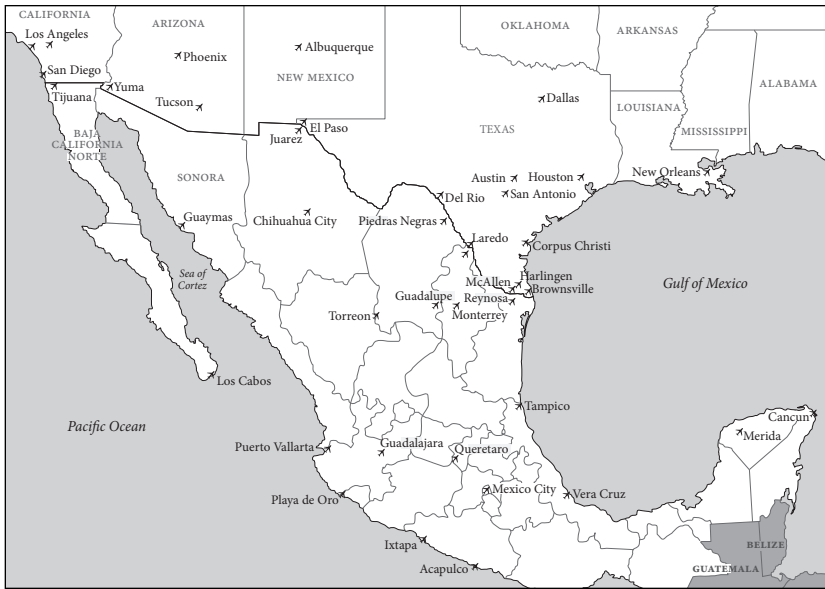 CALIFORNIA
ARIZONA
OKLAHOMA
ARKANSAS
Los Angeles
Albuquerque
Phoenix
San Diego
NEW MEXICO
ALABAMA
Yuma
Tijuana
Tucson
Dallas
LOUISIANA
El Paso
TEXAS
MISSISSIPPI
BAJA
CALIFORNIA
NORTE
Juarez
SONORA
Austin
Houston
New Orleans
Del Rio
San Antonio
Guaymas
Chihuahua City
Piedras Negras
Laredo
Corpus Christi
Sea of
Cortez
McAllen
Harlingen
Gulf of Mexico
Brownsville
Guadalupe
Reynosa
Torreon
Monterrey
Los Cabos
Tampico
Cancun
Pacific Ocean
Merida
Puerto Vallarta
Guadalajara
Queretaro
Playa de Oro
Mexico City
Vera Cruz
Ixtapa
BELIZE
Acapulco
GUATEMALA